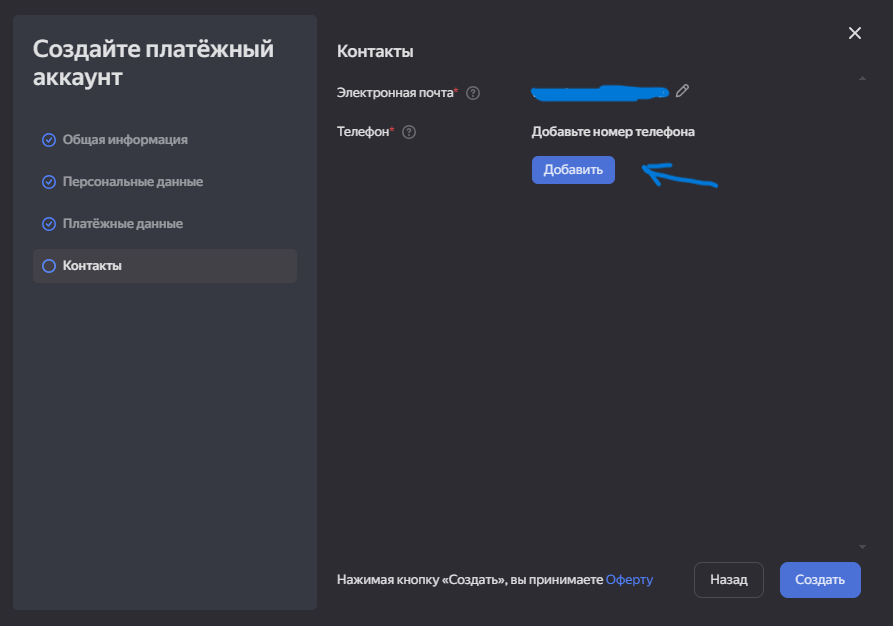 Создайте платёжный
аккаунт
Общая информация
Персональные данные
Платёжные данные
Контакты
Контакты
Электронная почта* ?
Телефон* ?
Добавьте номер телефона
Добавить
Нажимая кнопку «Создать», вы принимаете Оферту
Назад
Создать